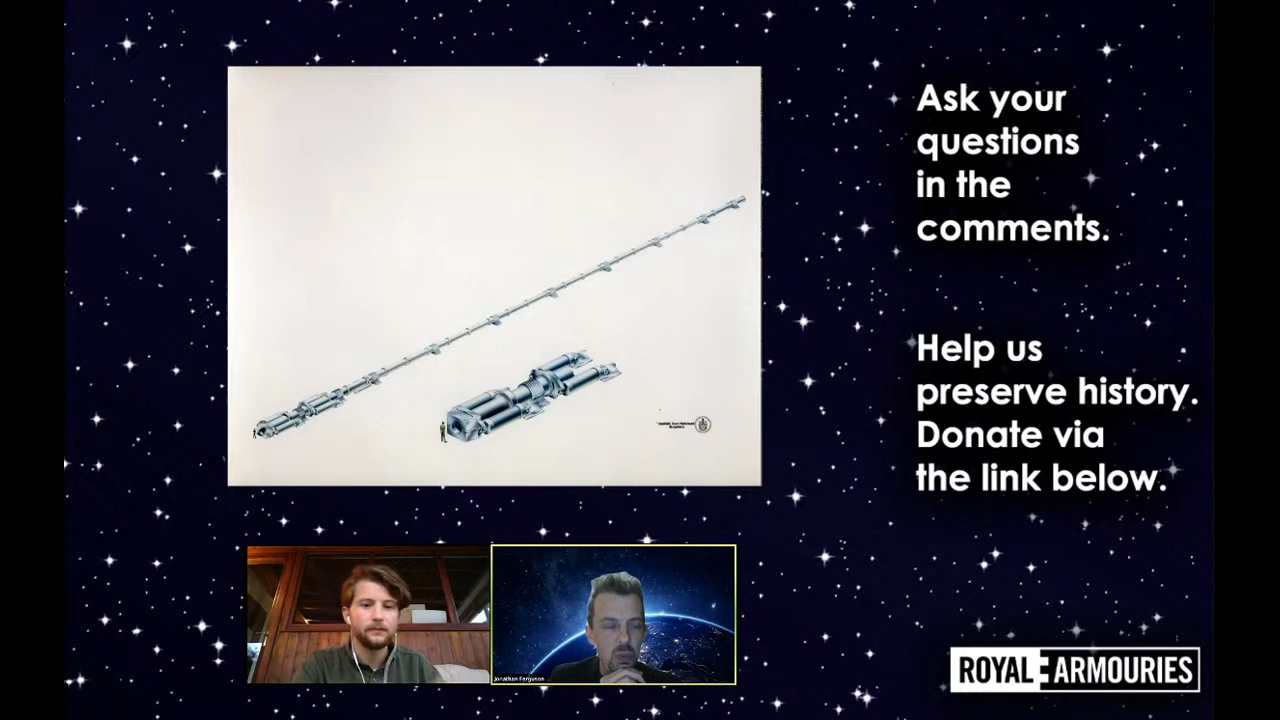 Ask your
questions
in the
comments.
Help us
preserve history.
Donate via
the link below.
Jonathan Ferguson
ROYAL ARMOURIES